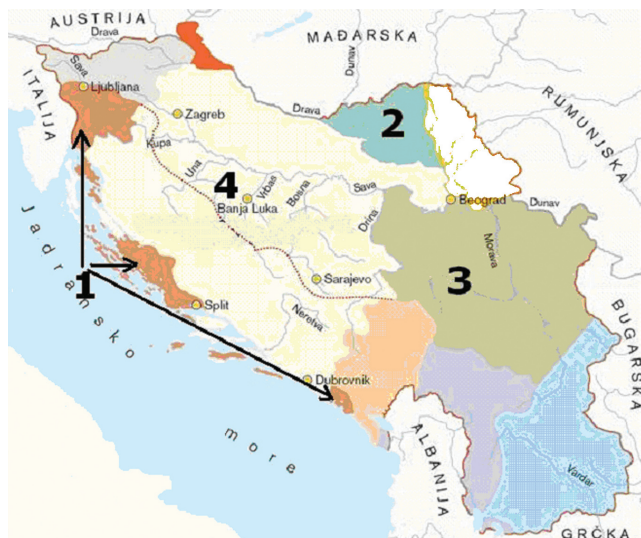 AUSTRIJA
Drava
MAĐARSKA
Dunav
Sava
Ljubljana
ITALIJA
Zagreb
Drava
2
RUMUNJSKA
Kupa
Una
4
Vrbas
Bosna
Sava
Banja Luka
Beograd
Dunav
Drina
Morava
Jadransko more
1
3
Sarajevo
Split
Neretva
BUGARSKA
Dubrovnik
ALBANIJA
Vardar
GRČKA